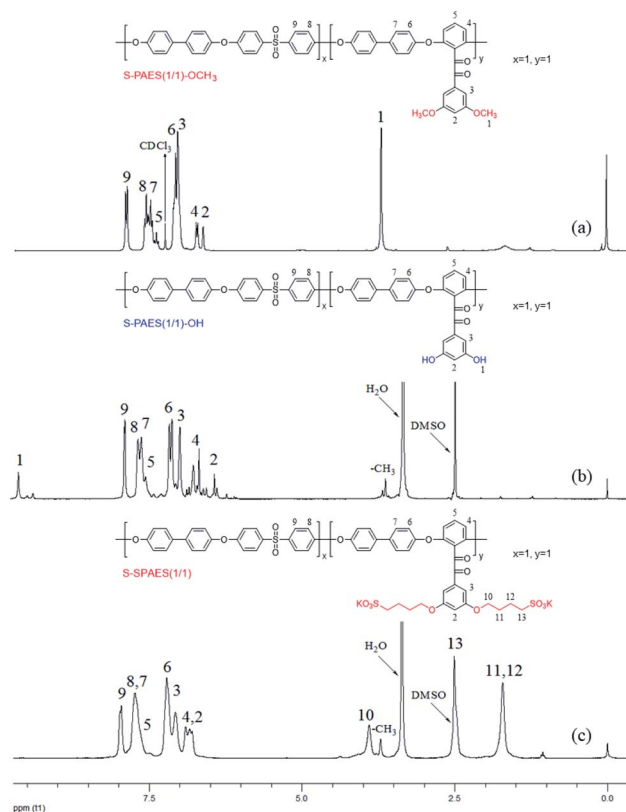 9 8 7 6 5 4
O O S O O x O O y x=1, y=1
O O
S-PAES(1/1)-OCH3
3
H3CO OCH3
2 1
6 3 1
CDCl3
9
8 7 5 4 2
(a)
9 8 7 6 5 4
O O S O O x O O y x=1, y=1
O O
S-PAES(1/1)-OH
3
HO OH
2 1
H2O
9 6
8 7 3 DMSO
5 4
1 2 -CH3 (b)
9 8 7 6 5 4
O O S O O x O O y x=1, y=1
O O
S-SPAES(1/1)
3 10 12
KO3S O O SO3K
2 11 13
H2O 13
6 11,12
8,7
9 3 DMSO
5 4,2 10 -CH3 (c)
7.5 5.0 2.5 0.0
ppm (t1)